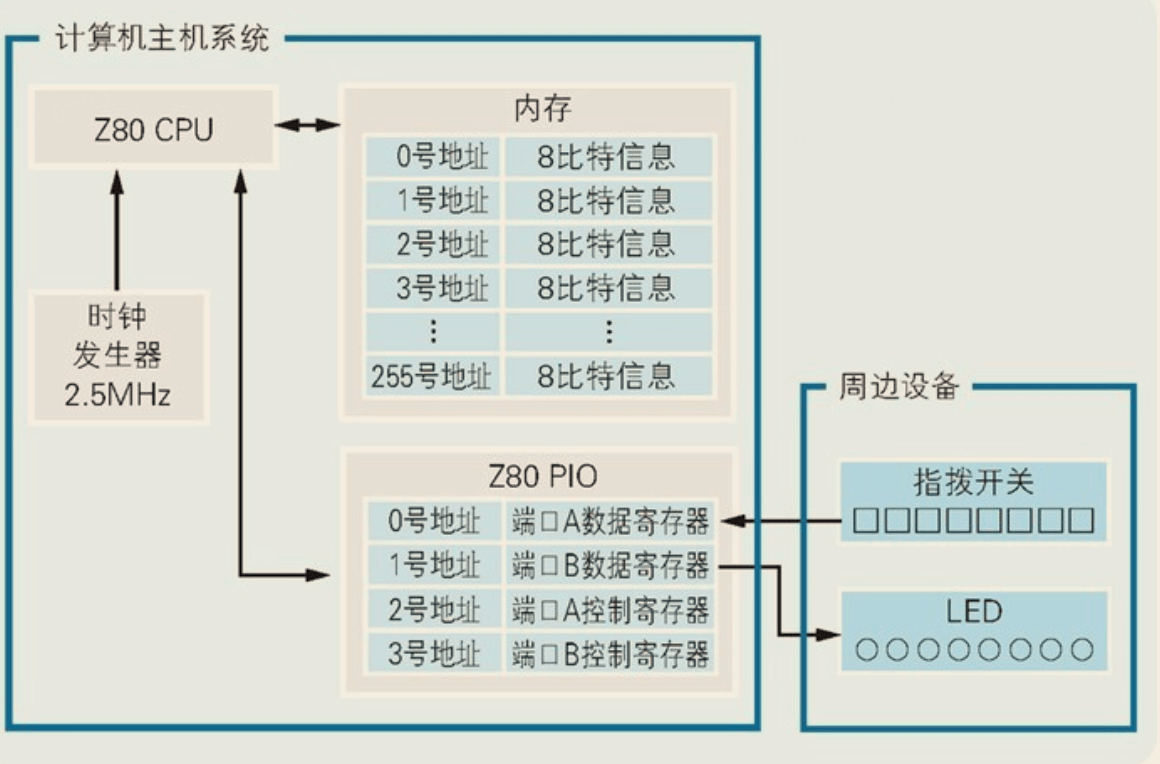 计算机主机系统
Z80 CPU
内存
0号地址 8比特信息
1号地址 8比特信息
2号地址 8比特信息
3号地址 8比特信息
⋮ ⋮
255号地址 8比特信息
时钟
发生器
2.5MHz
Z80 PIO
0号地址 端口A数据寄存器
1号地址 端口B数据寄存器
2号地址 端口A控制寄存器
3号地址 端口B控制寄存器
周边设备
指拨开关
LED